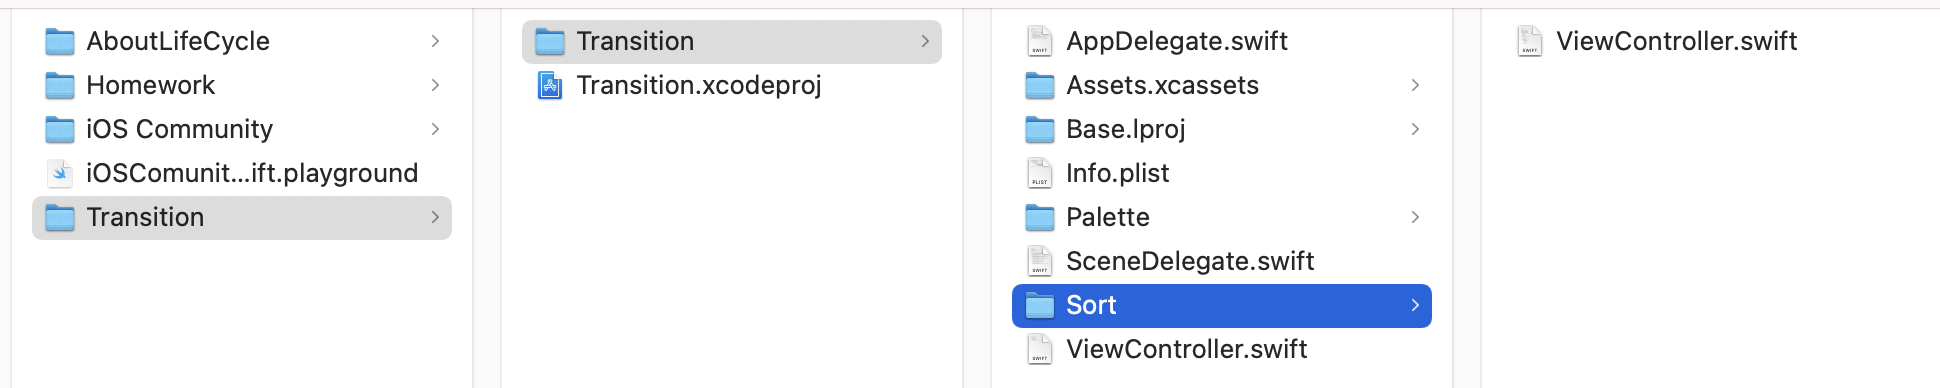 AboutLifeCycle
Homework
iOS Community
iOSComunit...ift.playground
Transition
Transition
Transition.xcodeproj
AppDelegate.swift
Assets.xcassets
Base.lproj
Info.plist
Palette
SceneDelegate.swift
Sort
ViewController.swift
ViewController.swift